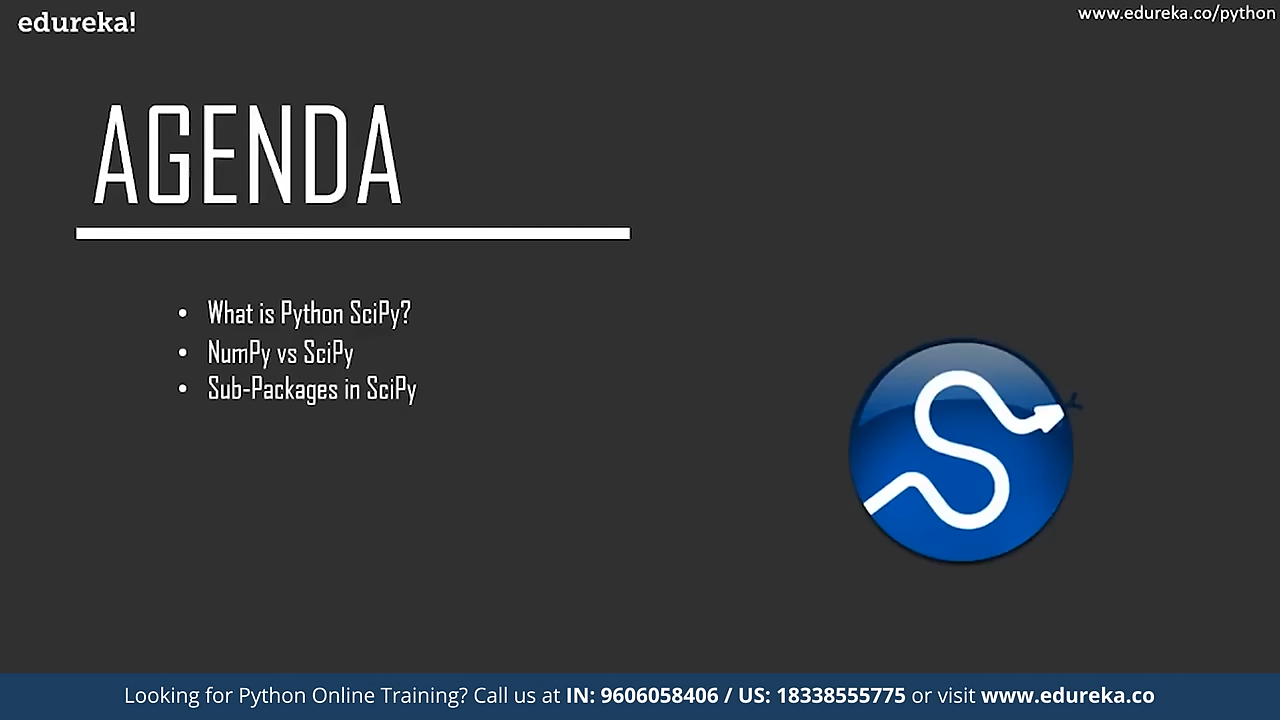 edureka!
www.edureka.co/python
AGENDA
• What is Python SciPy?
• NumPy vs SciPy
• Sub-Packages in SciPy
Looking for Python Online Training? Call us at IN: 9606058406 / US: 18338555775 or visit www.edureka.co